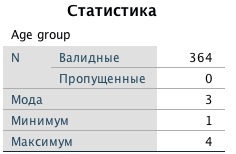 Статистика
Age group
N Валидные 364
Пропущенные 0
Мода 3
Минимум 1
Максимум 4